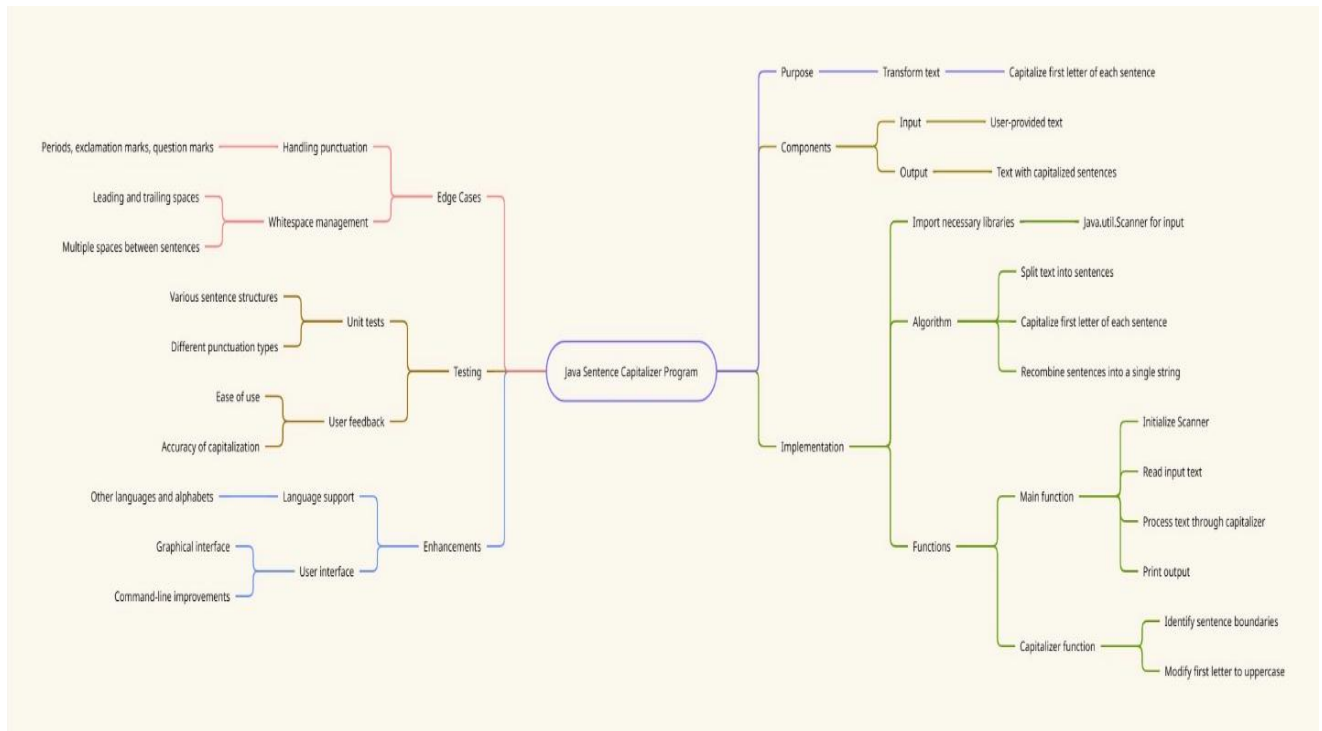 Java Sentence Capitalizer Program
Purpose
Transform text
Capitalize first letter of each sentence
Components
Input
User-provided text
Output
Text with capitalized sentences
Implementation
Import necessary libraries
Java.util.Scanner for input
Algorithm
Split text into sentences
Capitalize first letter of each sentence
Recombine sentences into a single string
Functions
Main function
Initialize Scanner
Read input text
Process text through capitalizer
Print output
Capitalizer function
Identify sentence boundaries
Modify first letter to uppercase
Edge Cases
Handling punctuation
Periods, exclamation marks, question marks
Whitespace management
Leading and trailing spaces
Multiple spaces between sentences
Testing
Unit tests
Various sentence structures
Different punctuation types
User feedback
Ease of use
Accuracy of capitalization
Enhancements
Language support
Other languages and alphabets
User interface
Graphical interface
Command-line improvements